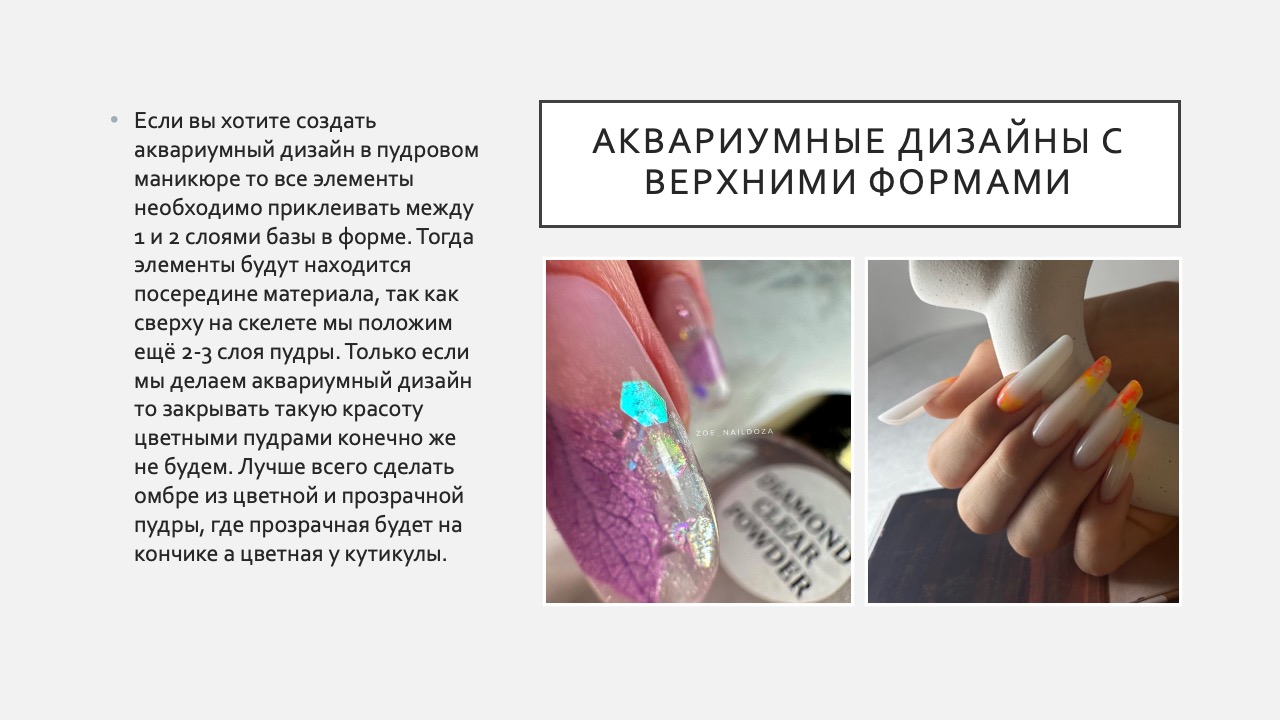 Если вы хотите создать
аквариумный дизайн в пудровом
маникюре то все элементы
необходимо приклеивать между
1 и 2 слоями базы в форме. Тогда
элементы будут находится
посередине материала, так как
сверху на скелете мы положим
ещё 2-3 слоя пудры. Только если
мы делаем аквариумный дизайн
то закрывать такую красоту
цветными пудрами конечно же
не будем. Лучше всего сделать
омбре из цветной и прозрачной
пудры, где прозрачная будет на
кончике а цветная у кутикулы.
АКВАРИУМНЫЕ ДИЗАЙНЫ С
ВЕРХНИМИ ФОРМАМИ
ZOE_NAILDOZA
DIAMOND
CLEAR
POWDER